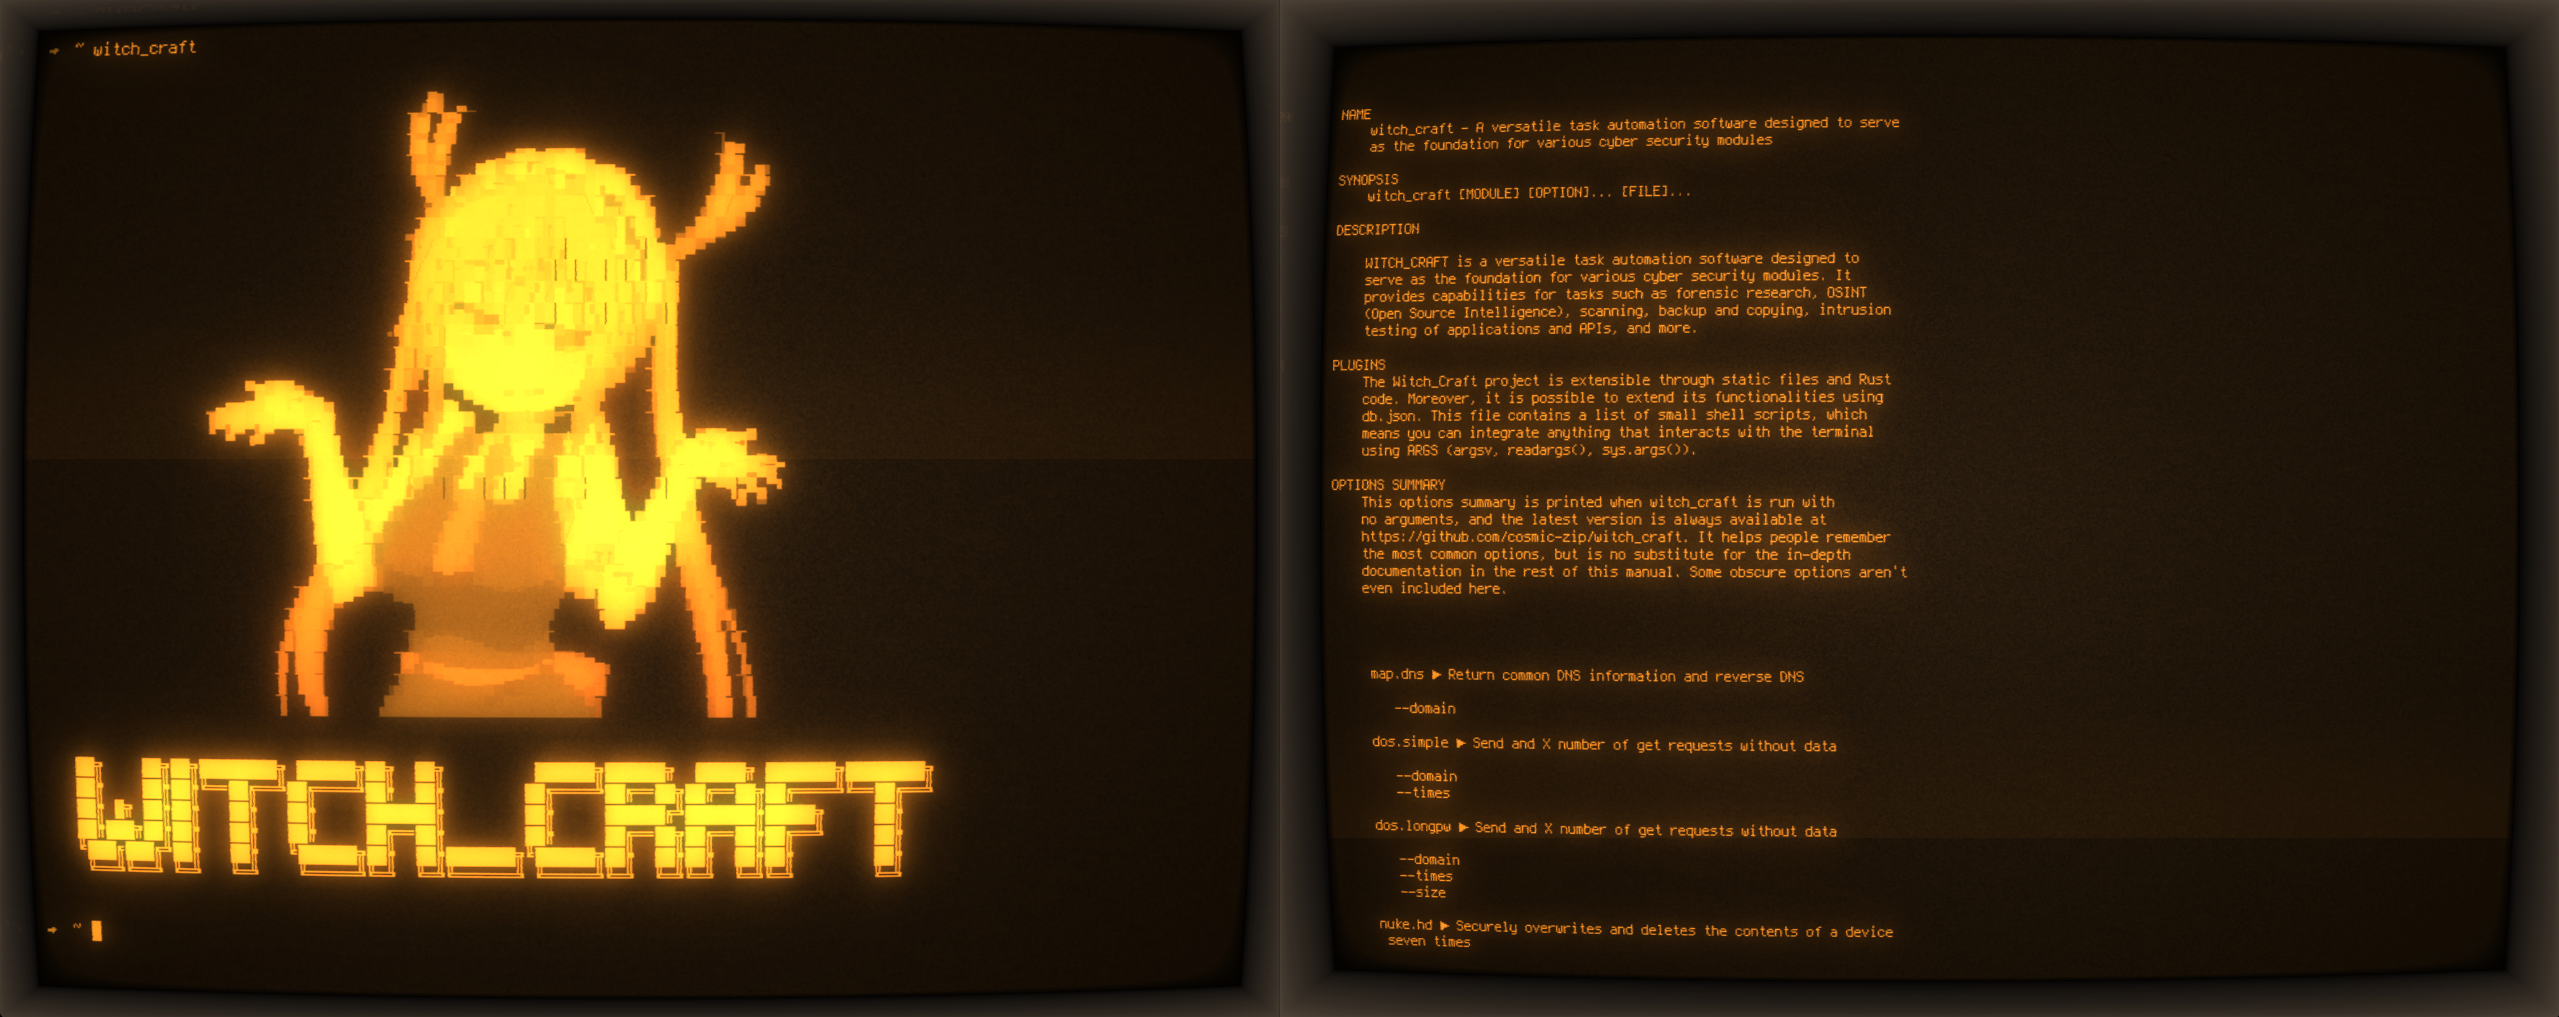 ➜ ~ witch_craft
WITCH_CRAFT
➜ ~
NAME
witch_craft - A versatile task automation software designed to serve
as the foundation for various cyber security modules
SYNOPSIS
witch_craft [MODULE] [OPTION]... [FILE]...
DESCRIPTION
WITCH_CRAFT is a versatile task automation software designed to
serve as the foundation for various cyber security modules. It
provides capabilities for tasks such as forensic research, OSINT
(Open Source Intelligence), scanning, backup and copying, intrusion
testing of applications and APIs, and more.
PLUGINS
The Witch_Craft project is extensible through static files and Rust
code. Moreover, it is possible to extend its functionalities using
db.json. This file contains a list of small shell scripts, which
means you can integrate anything that interacts with the terminal
using ARGS (argsv, readargs(), sys.args()).
OPTIONS SUMMARY
This options summary is printed when witch_craft is run with
no arguments, and the latest version is always available at
https://github.com/cosmic-zip/witch_craft. It helps people remember
the most common options, but is no substitute for the in-depth
documentation in the rest of this manual. Some obscure options aren't
even included here.
map.dns ► Return common DNS information and reverse DNS
--domain
dos.simple ► Send and X number of get requests without data
--domain
--times
dos.longpw ► Send and X number of get requests without data
--domain
--times
--size
nuke.hd ► Securely overwrites and deletes the contents of a device
seven times